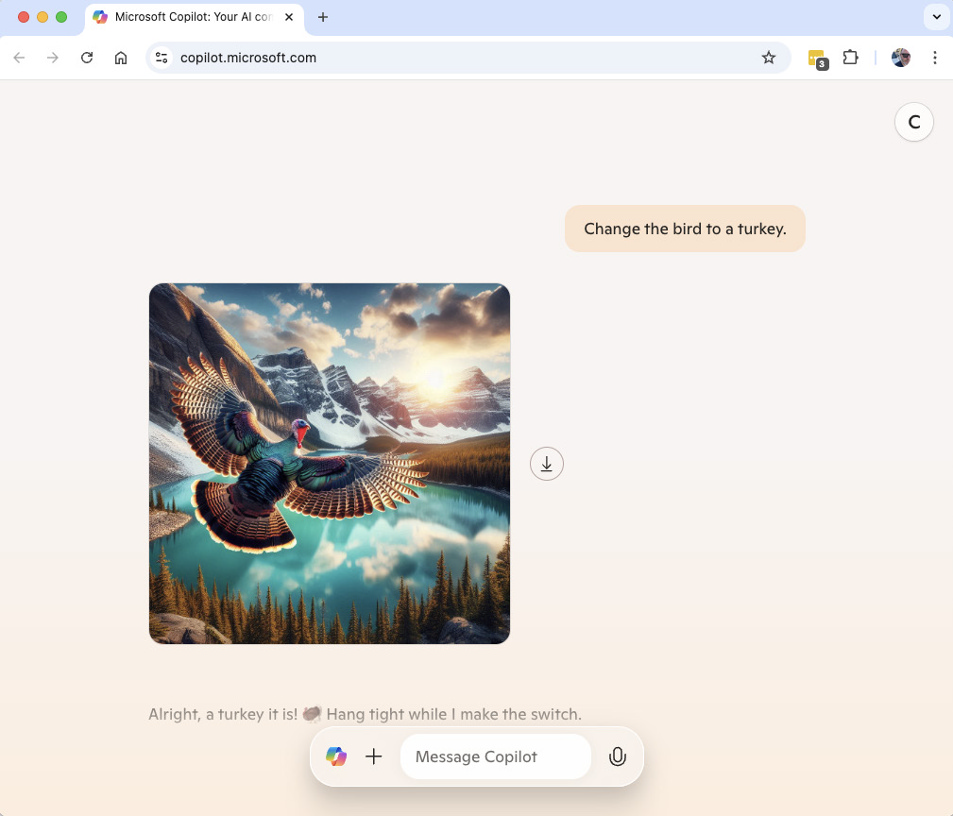 Microsoft Copilot: Your AI con
copilot.microsoft.com
3
C
Change the bird to a turkey.
Alright, a turkey it is! 🦃 Hang tight while I make the switch.
Message Copilot